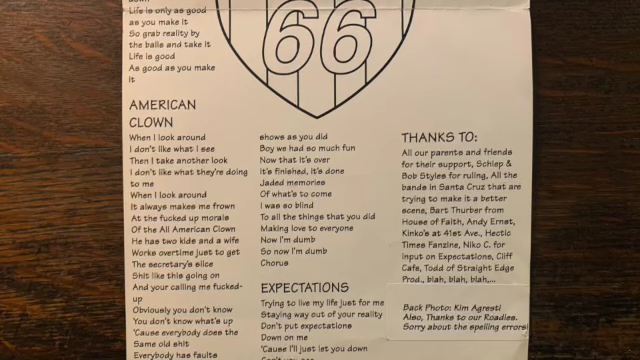 Life is only as good
as you make it
So grab reality by
the balls and take it
Life is good
As good as you make
it
66
AMERICAN
CLOWN
When I look around
I don't like what I see
Then I take another look
I don't like what they're doing
to me
When I look around
It always makes me frown
At the fucked up morals
Of the All American Clown
He has two kids and a wife
Works overtime just to get
The secretary's slice
Shit like this going on
And your calling me fucked-
up
Obviously you don't know
You don't know what's up
'Cause everybody does the
Same old shit
Everybody has faults
shows as you did
Boy we had so much fun
Now that it's over
It's finished, it's done
Jaded memories
Of what's to come
I was so blind
To all the things that you did
Making love to everyone
Now I'm dumb
So now I'm dumb
Chorus
EXPECTATIONS
Trying to live my life just for me
Staying way out of your reality
Don't put expectations
Down on me
'Cause I'll just let you down
THANKS TO:
All our parents and friends
for their support, Schlep &
Bob Styles for ruling, All the
bands in Santa Cruz that are
trying to make it a better
scene, Bart Thurber from
House of Faith, Andy Ernst,
Kinko's at 41st Ave., Hectic
Times Fanzine, Niko C. for
input on Expectations, Cliff
Cafe, Todd of Straight Edge
Prod., blah, blah, blah,...
Back Photo: Kim Agresti
Also, Thanks to our Roadies.
Sorry about the spelling errors!